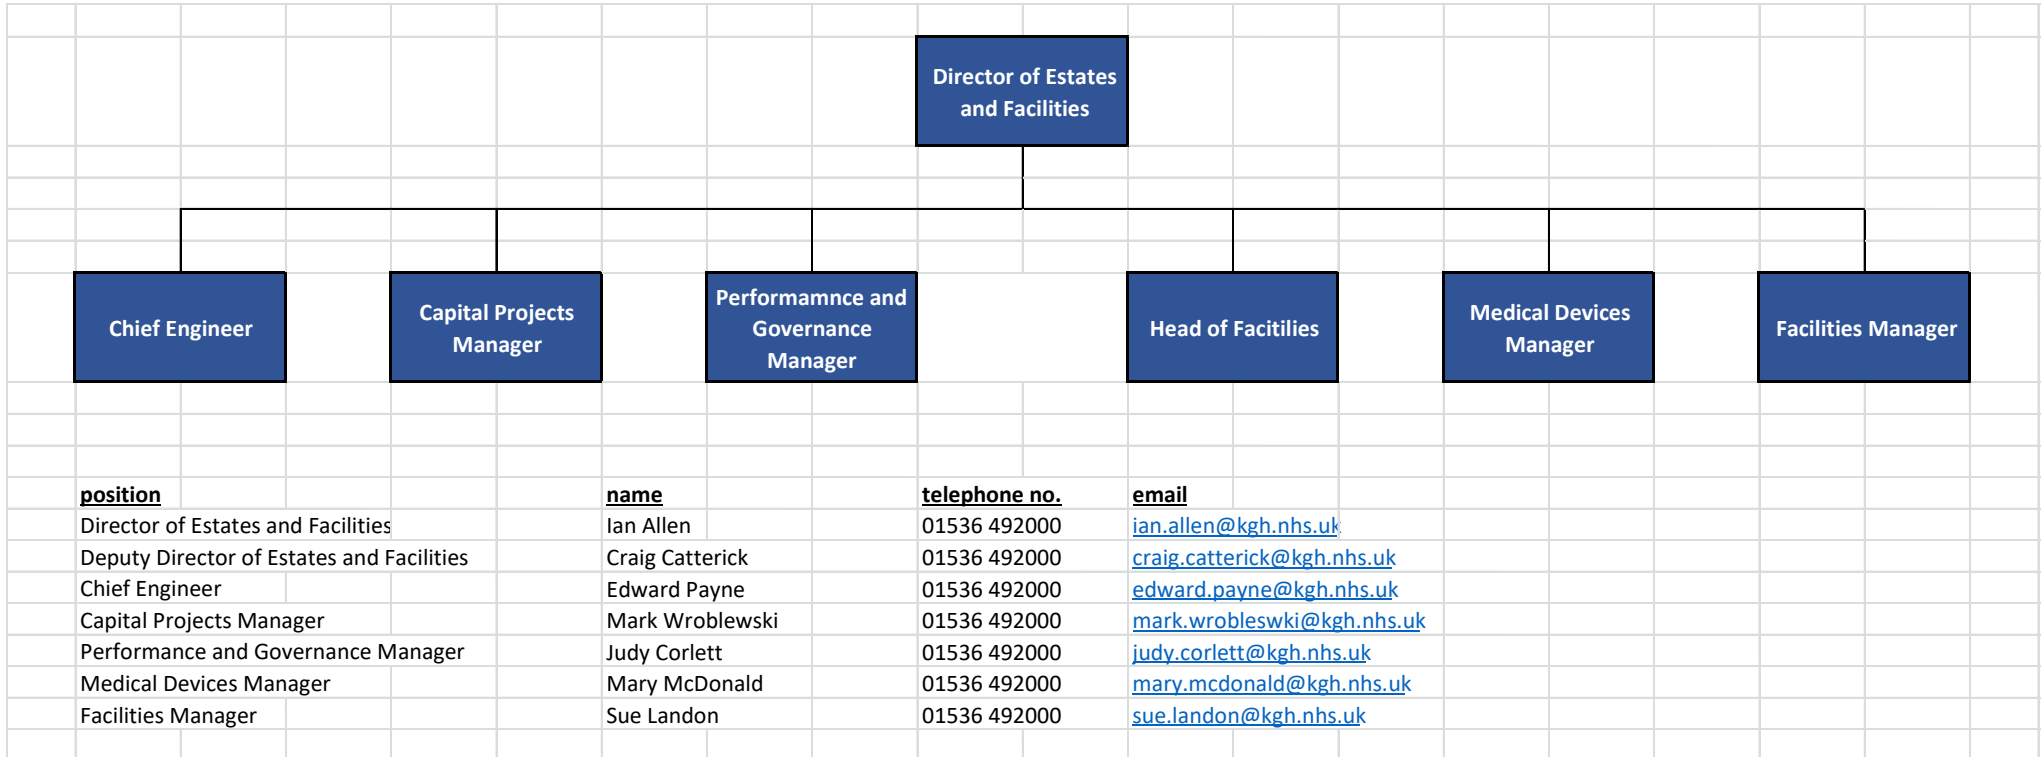 Director of Estates
and Facilities
Chief Engineer
Capital Projects
Manager
Performamnce and
Governance
Manager
Head of Facitilies
Medical Devices
Manager
Facilities Manager
position name telephone no. email
Director of Estates and Facilities Ian Allen 01536 492000 ian.allen@kgh.nhs.uk
Deputy Director of Estates and Facilities Craig Catterick 01536 492000 craig.catterick@kgh.nhs.uk
Chief Engineer Edward Payne 01536 492000 edward.payne@kgh.nhs.uk
Capital Projects Manager Mark Wroblewski 01536 492000 mark.wrobleswki@kgh.nhs.uk
Performance and Governance Manager Judy Corlett 01536 492000 judy.corlett@kgh.nhs.uk
Medical Devices Manager Mary McDonald 01536 492000 mary.mcdonald@kgh.nhs.uk
Facilities Manager Sue Landon 01536 492000 sue.landon@kgh.nhs.uk